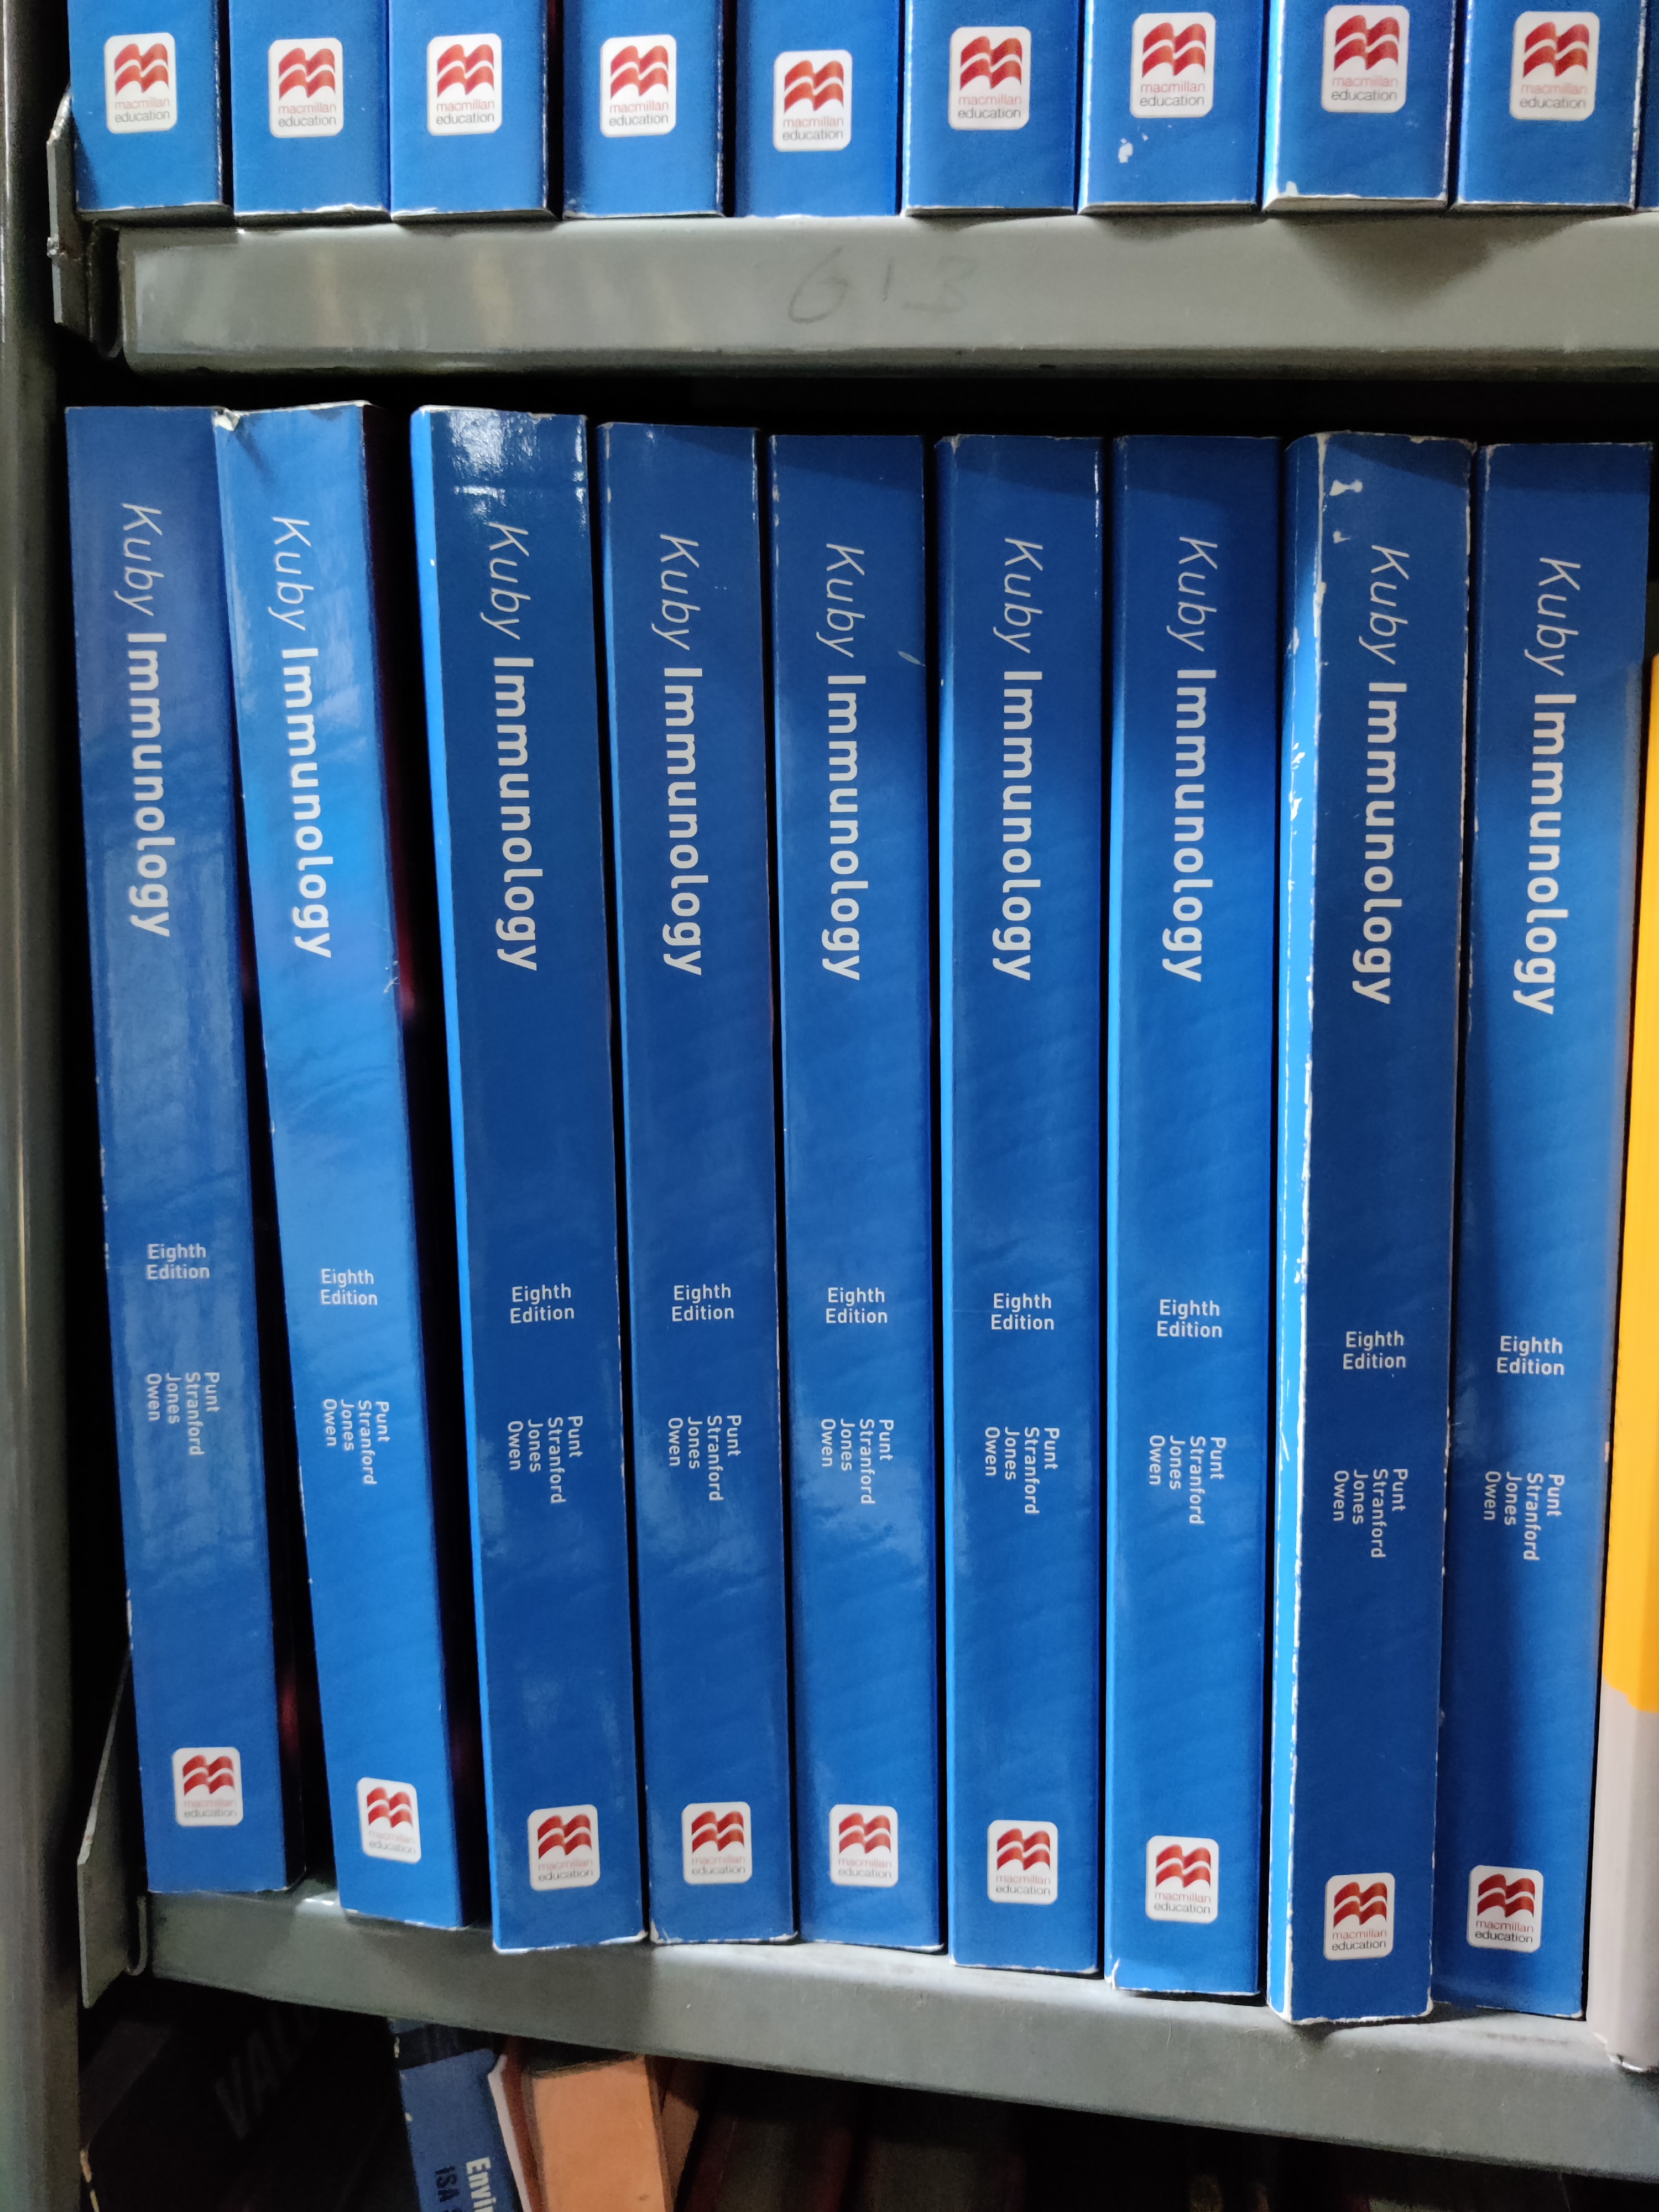 macmillan
education
macmillan
education
macmillan
education
macmillan
education
macmillan
education
macmillan
education
macmillan
education
macmillan
education
macmillan
education
Kuby Immunology
Eighth
Edition
Punt
Stranford
Jones
Owen
macmillan
education
Kuby Immunology
Eighth
Edition
Punt
Stranford
Jones
Owen
macmillan
education
Kuby Immunology
Eighth
Edition
Punt
Stranford
Jones
Owen
macmillan
education
Kuby Immunology
Eighth
Edition
Punt
Stranford
Jones
Owen
macmillan
education
Kuby Immunology
Eighth
Edition
Punt
Stranford
Jones
Owen
macmillan
education
Kuby Immunology
Eighth
Edition
Punt
Stranford
Jones
Owen
macmillan
education
Kuby Immunology
Eighth
Edition
Punt
Stranford
Jones
Owen
macmillan
education
Kuby Immunology
Eighth
Edition
Punt
Stranford
Jones
Owen
macmillan
education
Kuby Immunology
Eighth
Edition
Punt
Stranford
Jones
Owen
macmillan
education